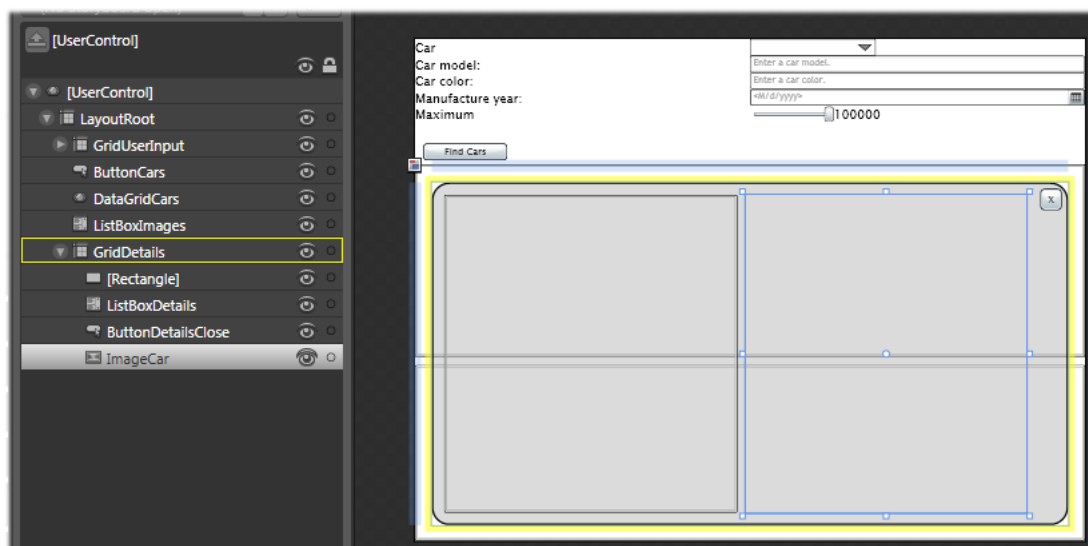 [UserControl]
[UserControl]
LayoutRoot
GridUserInput
ButtonCars
DataGridCars
ListBoxImages
GridDetails
[Rectangle]
ListBoxDetails
ButtonDetailsClose
ImageCar
Car
Car model:
Enter a car model.
Car color:
Enter a car color.
Manufacture year:
<M/d/yyyy>
Maximum
100000
Find Cars
x